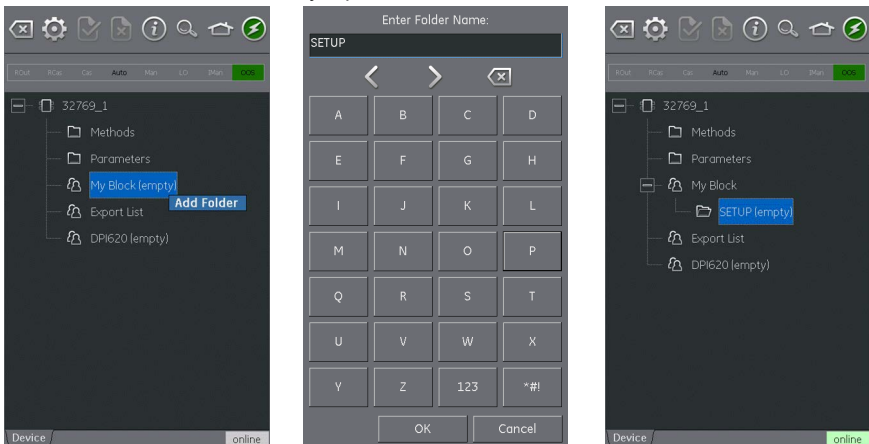 ROut RCas Cas Auto Man LO IMan OOS
32769_1
Methods
Parameters
My Block (empty)
Add Folder
Export List
DPI620 (empty)
Device
online
Enter Folder Name:
SETUP
A B C D
E F G H
I J K L
M N O P
Q R S T
U V W X
Y Z 123 *#!
OK Cancel
ROut RCas Cas Auto Man LO IMan OOS
32769_1
Methods
Parameters
My Block
SETUP (empty)
Export List
DPI620 (empty)
Device
online